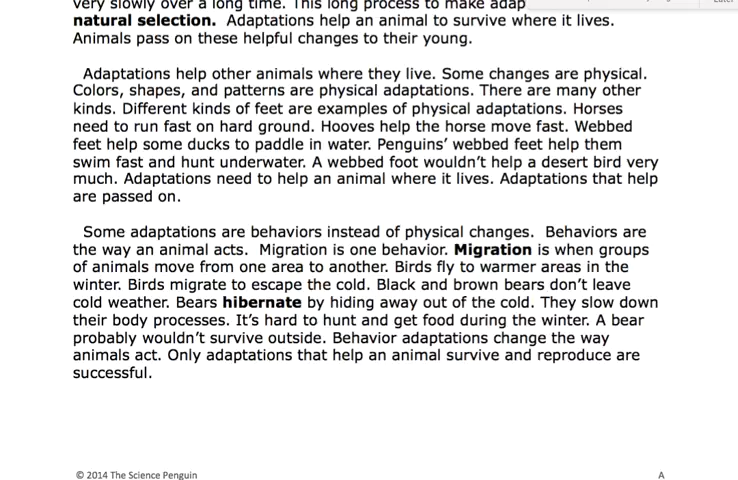 very slowly over a long time. This long process to make adap
natural selection. Adaptations help an animal to survive where it lives.
Animals pass on these helpful changes to their young.
Adaptations help other animals where they live. Some changes are physical.
Colors, shapes, and patterns are physical adaptations. There are many other
kinds. Different kinds of feet are examples of physical adaptations. Horses
need to run fast on hard ground. Hooves help the horse move fast. Webbed
feet help some ducks to paddle in water. Penguins’ webbed feet help them
swim fast and hunt underwater. A webbed foot wouldn’t help a desert bird very
much. Adaptations need to help an animal where it lives. Adaptations that help
are passed on.
Some adaptations are behaviors instead of physical changes. Behaviors are
the way an animal acts. Migration is one behavior. Migration is when groups
of animals move from one area to another. Birds fly to warmer areas in the
winter. Birds migrate to escape the cold. Black and brown bears don’t leave
cold weather. Bears hibernate by hiding away out of the cold. They slow down
their body processes. It’s hard to hunt and get food during the winter. A bear
probably wouldn’t survive outside. Behavior adaptations change the way
animals act. Only adaptations that help an animal survive and reproduce are
successful.
© 2014 The Science Penguin
A